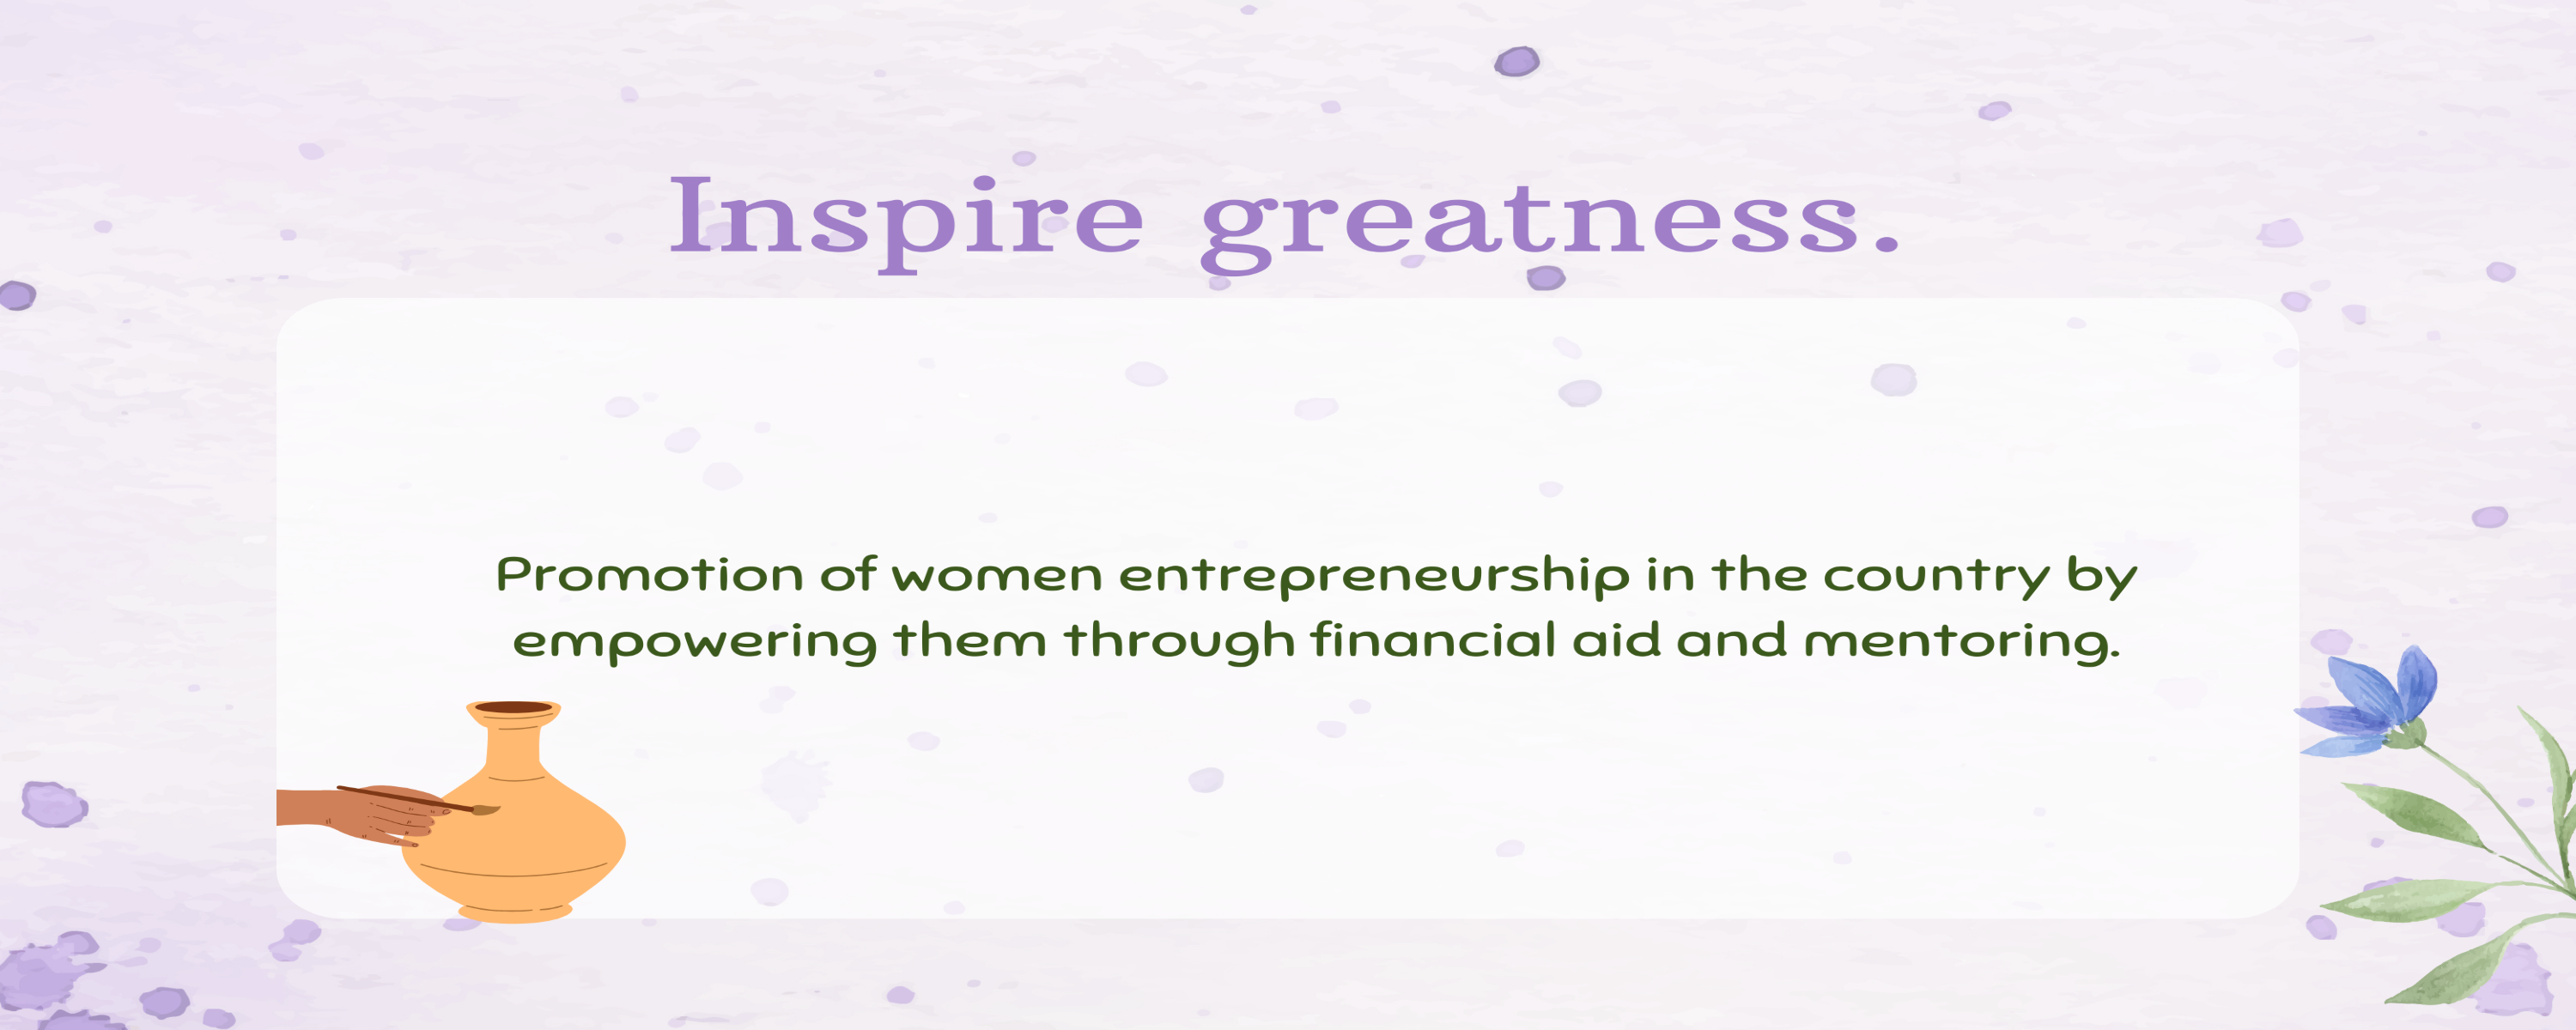 Inspire greatness.
Promotion of women entrepreneurship in the country by
empowering them through financial aid and mentoring.